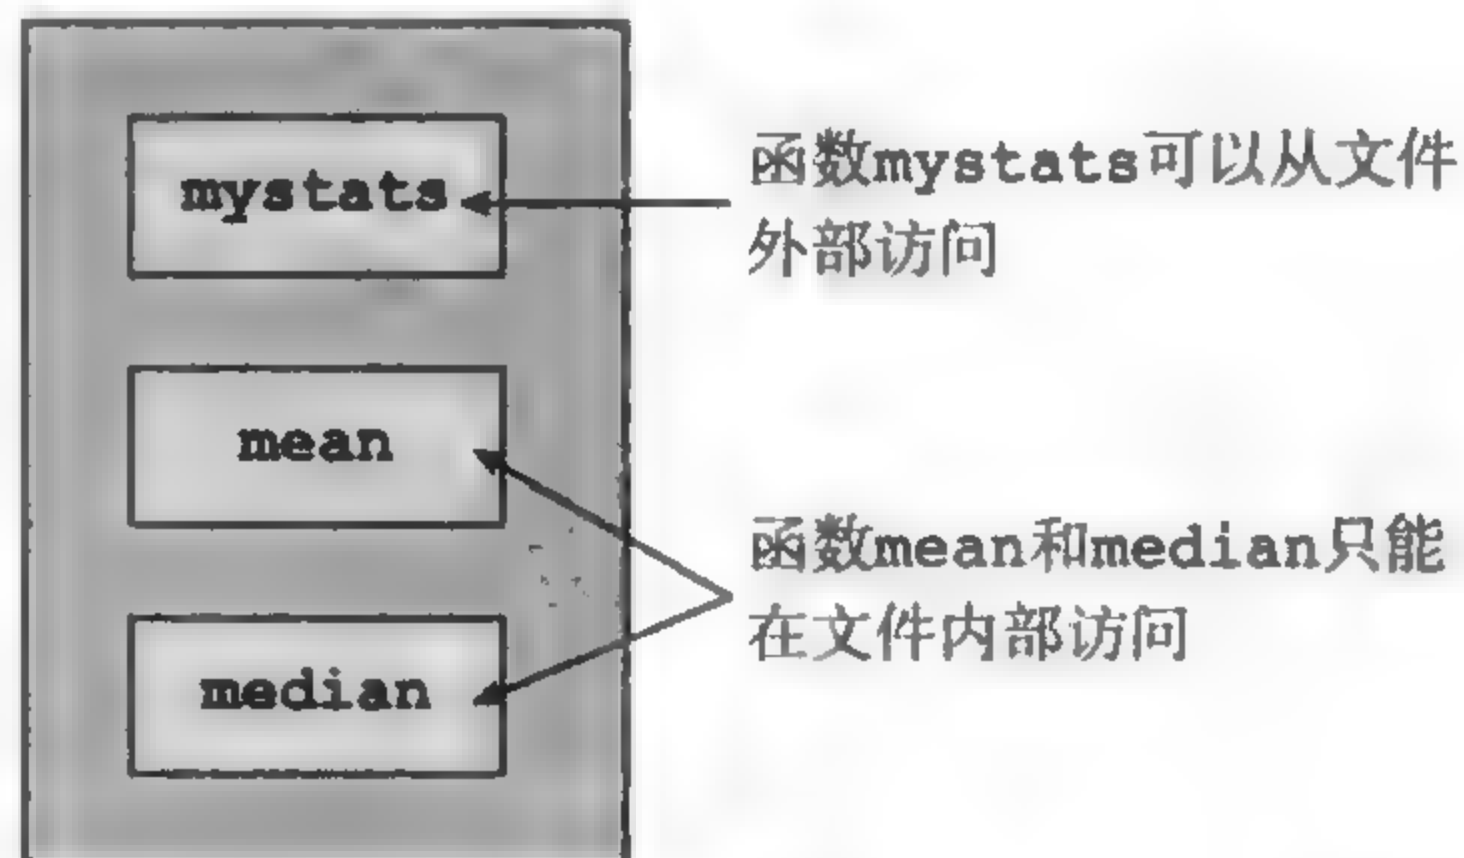 mystats
函数mystats可以从文件
外部访问
mean
函数mean和median只能
在文件内部访问
median